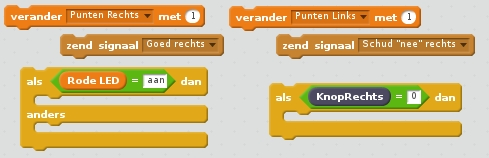 verander Punten Rechts met 1
verander Punten Links met 1
zend signaal Goed rechts
zend signaal Schud "nee" rechts
als Rode LED = aan dan
anders
als KnopRechts = 0 dan